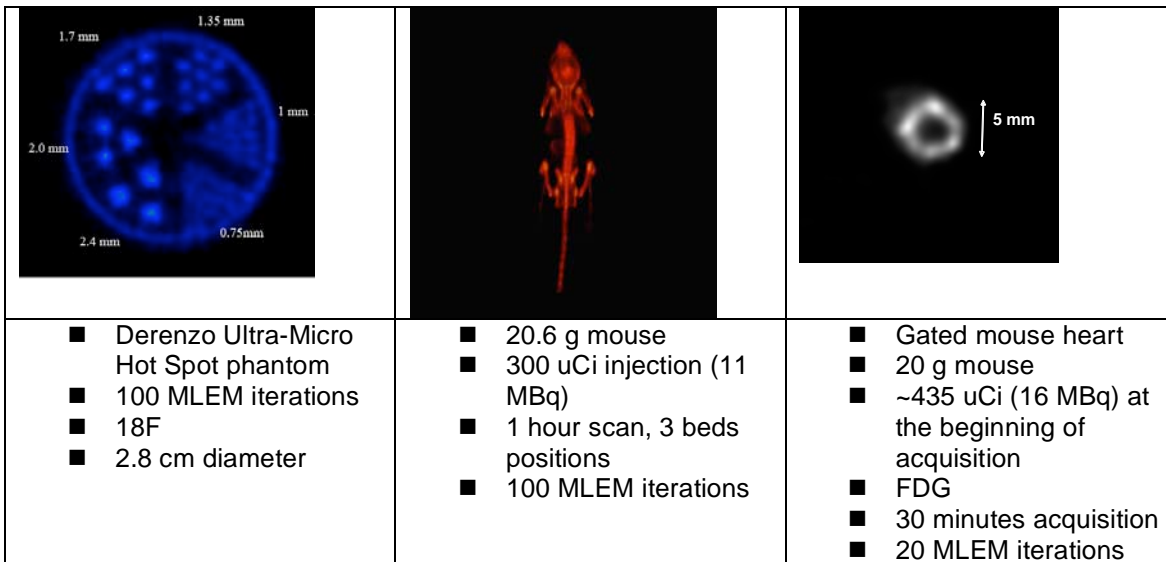 1.35 mm
1.7 mm
1 mm
2.0 mm
2.4 mm
0.75mm
5 mm
■ Derenzo Ultra-Micro
Hot Spot phantom
■ 100 MLEM iterations
■ 18F
■ 2.8 cm diameter
■ 20.6 g mouse
■ 300 uCi injection (11
MBq)
■ 1 hour scan, 3 beds
positions
■ 100 MLEM iterations
■ Gated mouse heart
■ 20 g mouse
■ ~435 uCi (16 MBq) at
the beginning of
acquisition
■ FDG
■ 30 minutes acquisition
■ 20 MLEM iterations